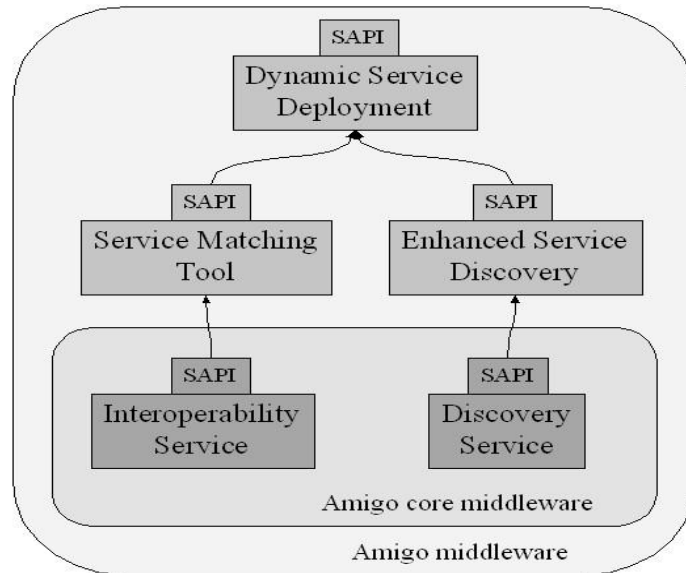 SAPI
Dynamic Service
Deployment
SAPI
Service Matching
Tool
SAPI
Enhanced Service
Discovery
SAPI
Interoperability
Service
SAPI
Discovery
Service
Amigo core middleware
Amigo middleware